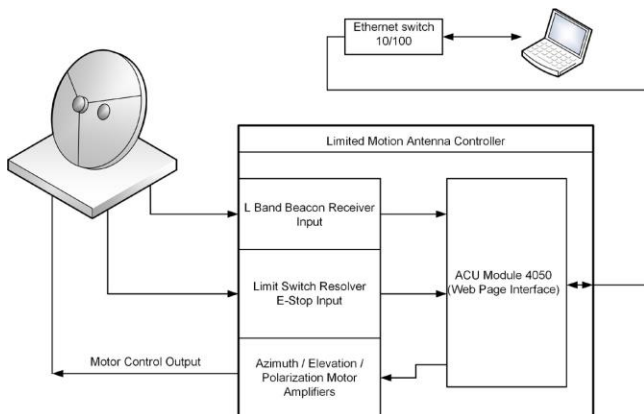 Ethernet switch
10/100
Limited Motion Antenna Controller
L Band Beacon Receiver
Input
Limit Switch Resolver
E-Stop Input
ACU Module 4050
(Web Page Interface)
Motor Control Output
Azimuth / Elevation /
Polarization Motor
Amplifiers